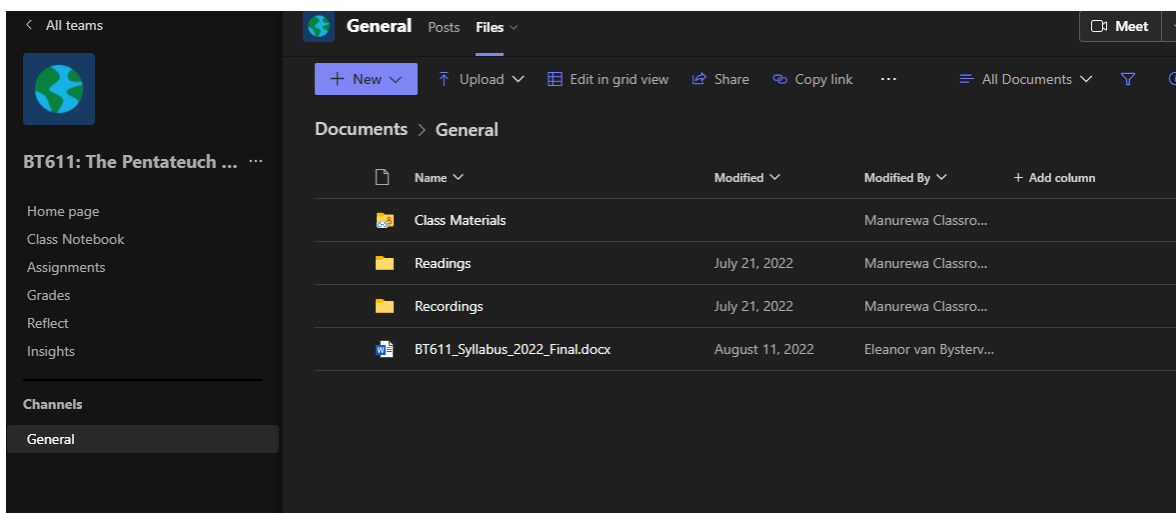 All teams
BT611: The Pentateuch ... ...
Home page
Class Notebook
Assignments
Grades
Reflect
Insights
Channels
General
General Posts Files
Meet
New Upload Edit in grid view Share Copy link ... All Documents
Documents > General
Name Modified Modified By + Add column
Class Materials Manurewa Classro...
Readings July 21, 2022 Manurewa Classro...
Recordings July 21, 2022 Manurewa Classro...
BT611_Syllabus_2022_Final.docx August 11, 2022 Eleanor van Bysterv...